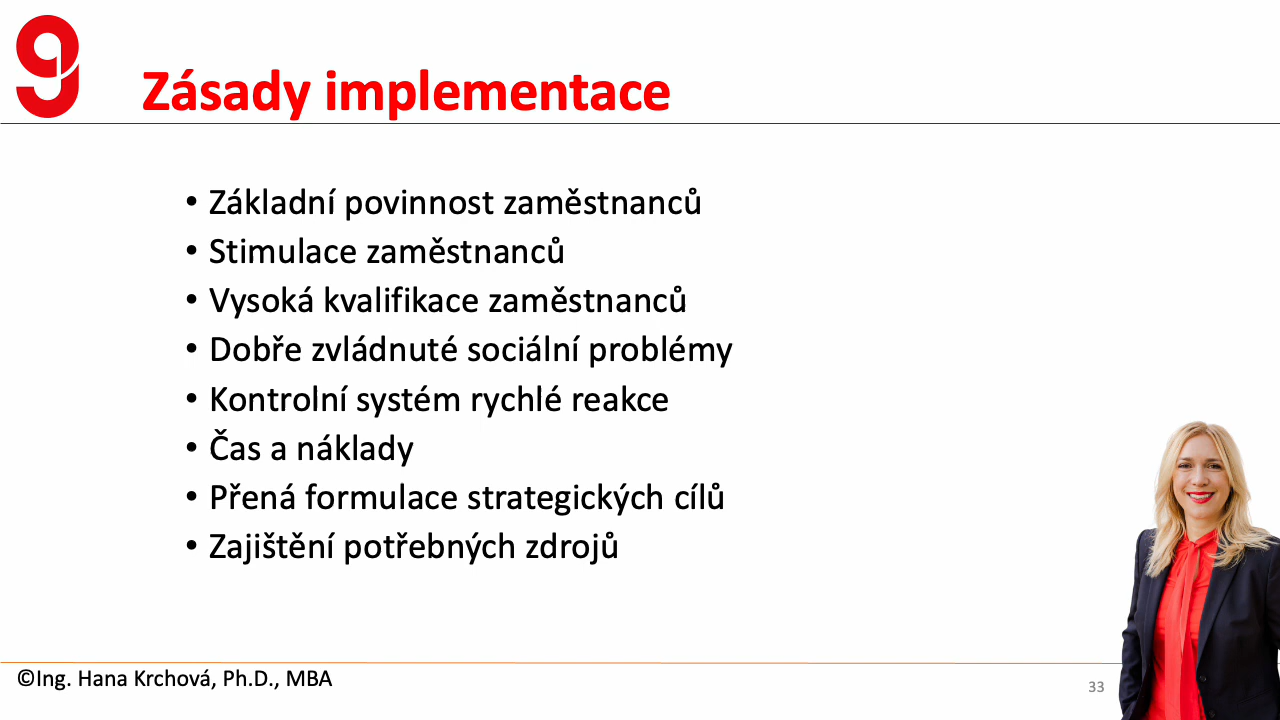 Zásady implementace
• Základní povinnost zaměstnanců
• Stimulace zaměstnanců
• Vysoká kvalifikace zaměstnanců
• Dobře zvládnuté sociální problémy
• Kontrolní systém rychlé reakce
• Čas a náklady
• Přená formulace strategických cílů
• Zajištění potřebných zdrojů
©Ing. Hana Krchová, Ph.D., MBA
33